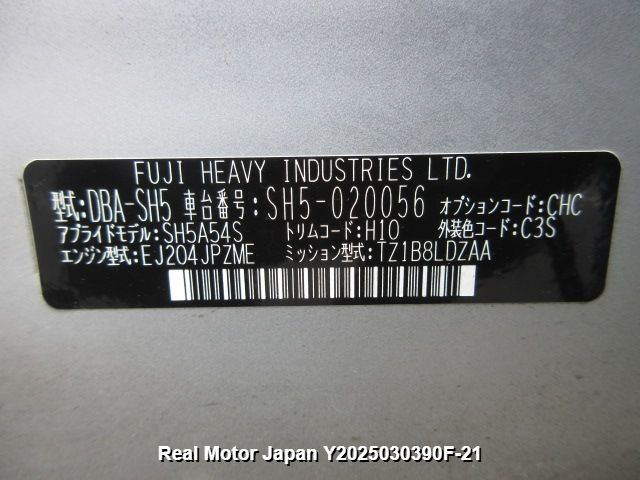 FUJI HEAVY INDUSTRIES LTD.
型式:DBA-SH5 車台番号:SH5-020056 オプションコード:CHC
アプライドモデル:SH5A54S トリムコード:H10 外装色コード:C3S
エンジン型式:EJ204JPZME ミッション型式:TZ1B8LDZAA
Real Motor Japan Y2025030390F-21